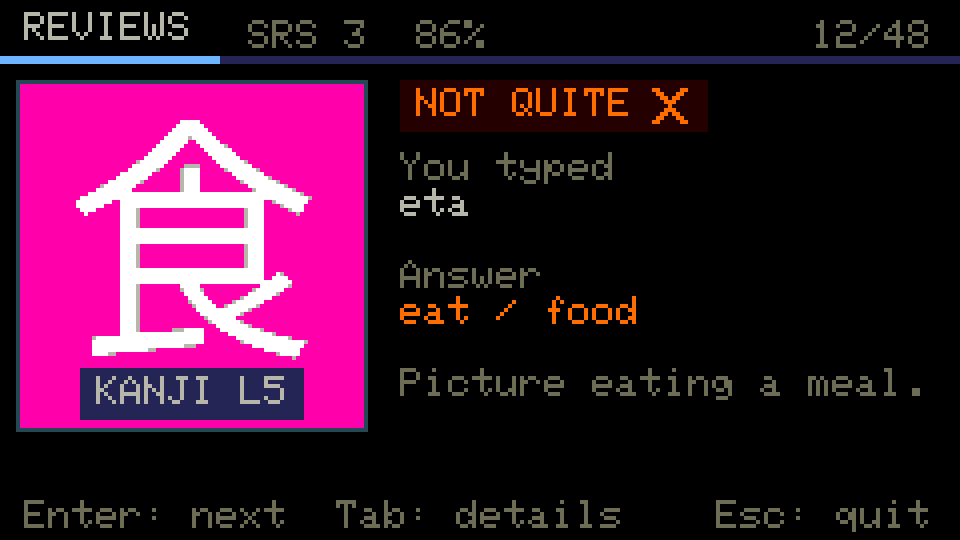 REVIEWS SRS 3 86% 12/48
食
KANJI L5
NOT QUITE X
You typed
eta
Answer
eat / food
Picture eating a meal.
Enter: next Tab: details Esc: quit